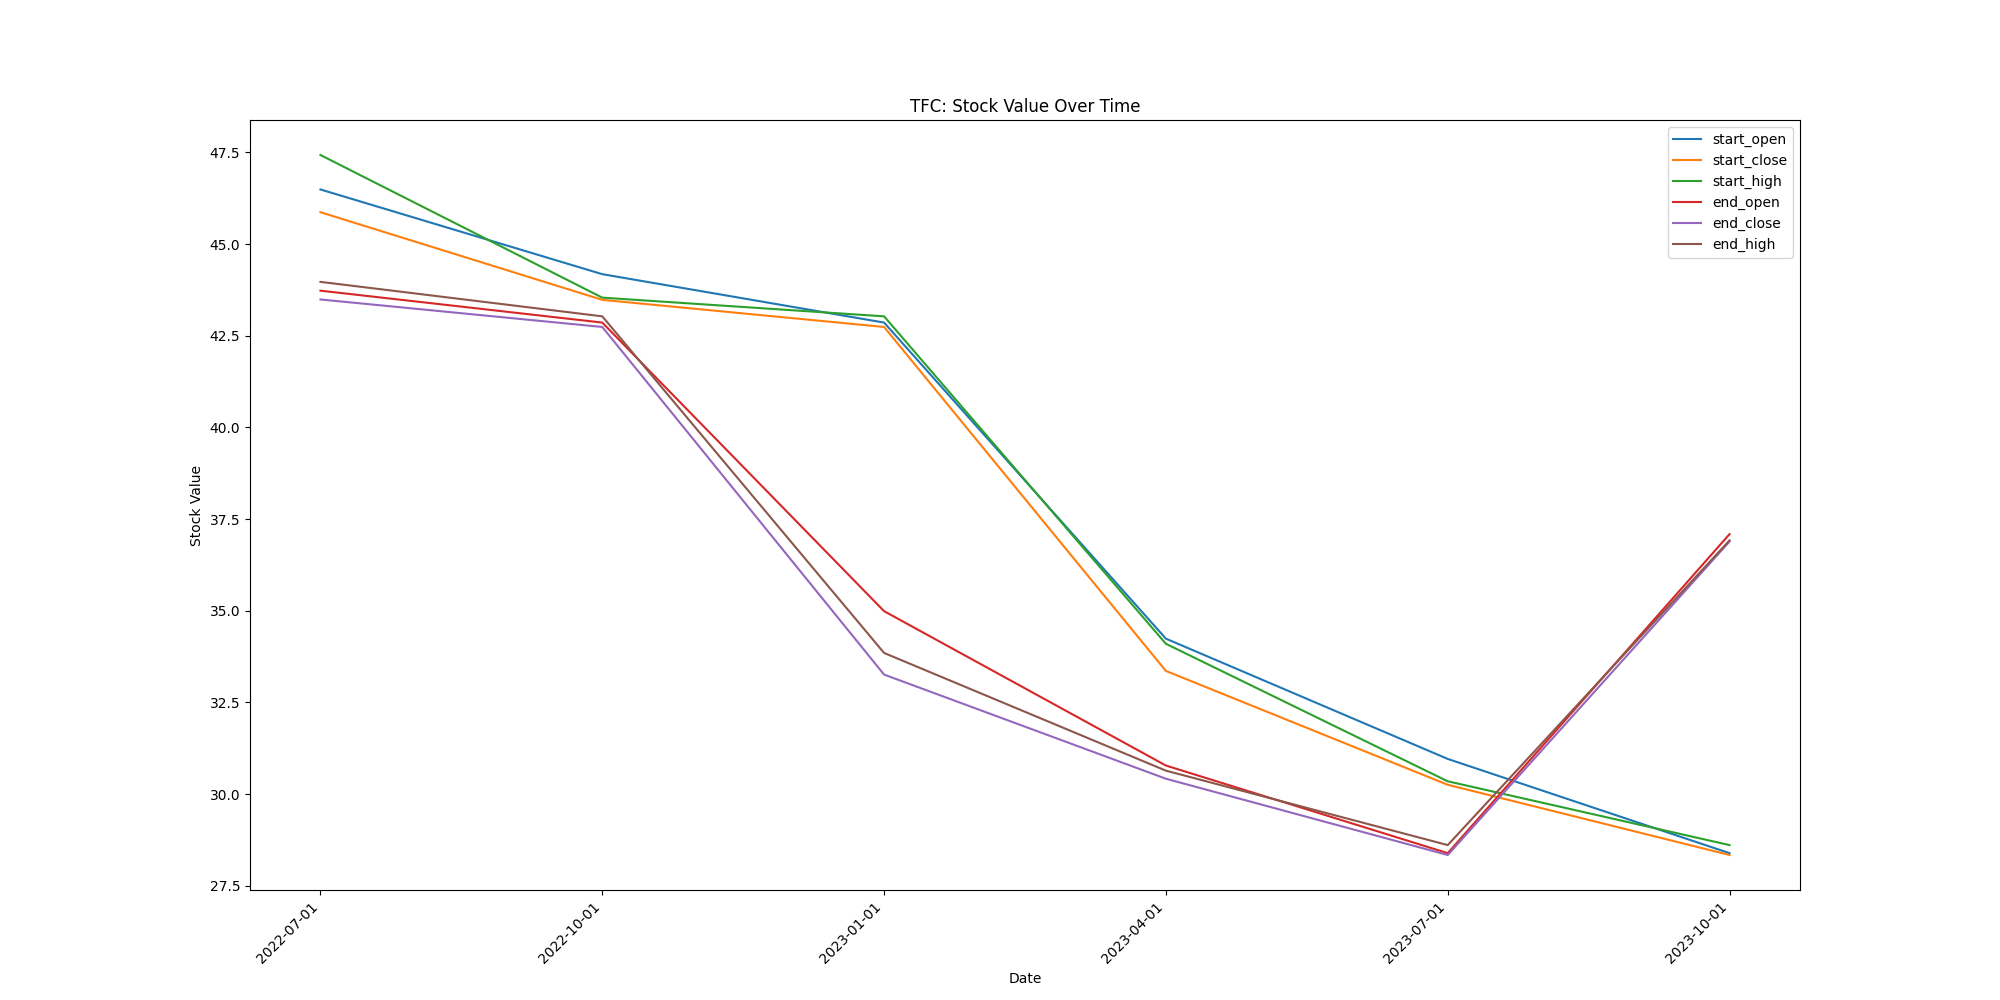 TFC: Stock Value Over Time
start_open
start_close
start_high
end_open
end_close
end_high
Stock Value
47.5
45.0
42.5
40.0
37.5
35.0
32.5
30.0
27.5
2022-07-01
2022-10-01
2023-01-01
2023-04-01
2023-07-01
2023-10-01
Date